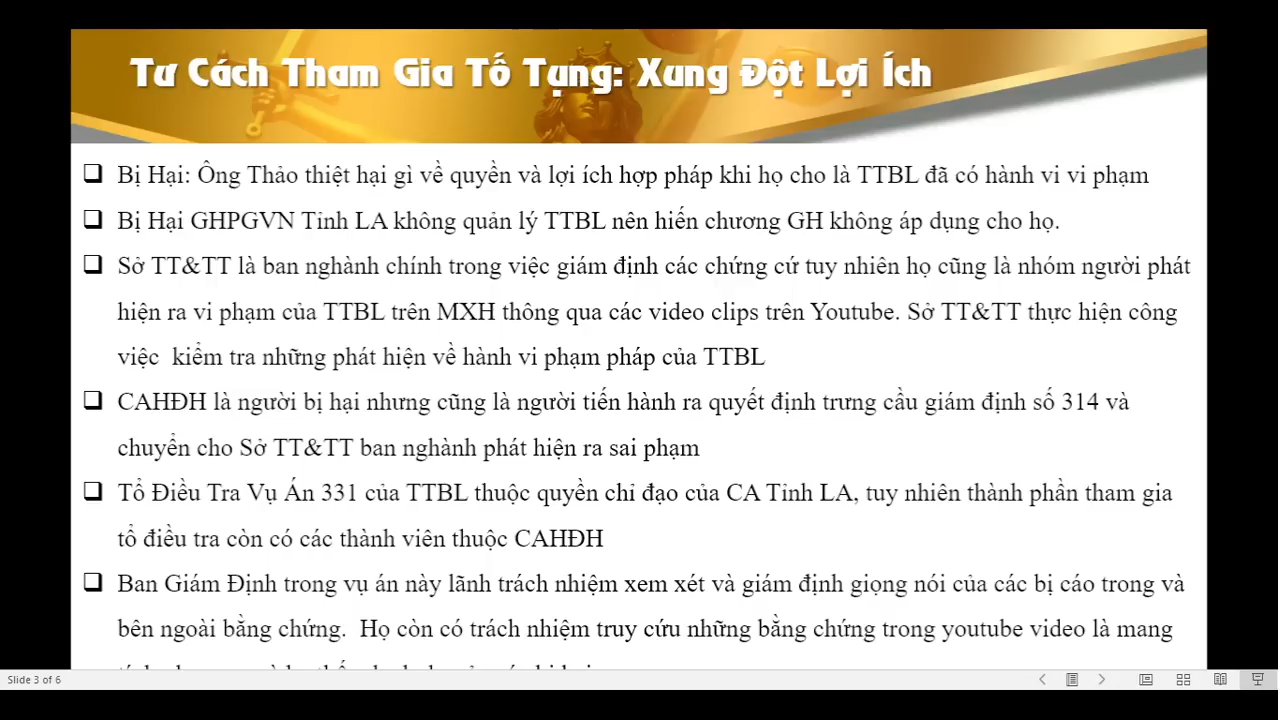 Tư Cách Tham Gia Tố Tụng: Xung Đột Lợi Ích
❑ Bị Hại: Ông Thảo thiệt hại gì về quyền và lợi ích hợp pháp khi họ cho là TTBL đã có hành vi vi phạm
❑ Bị Hại GHPGVN Tỉnh LA không quản lý TTBL nên hiến chương GH không áp dụng cho họ.
❑ Sở TT&TT là ban nghành chính trong việc giám định các chứng cứ tuy nhiên họ cũng là nhóm người phát
hiện ra vi phạm của TTBL trên MXH thông qua các video clips trên Youtube. Sở TT&TT thực hiện công
việc kiểm tra những phát hiện về hành vi phạm pháp của TTBL
❑ CAHĐH là người bị hại nhưng cũng là người tiến hành ra quyết định trưng cầu giám định số 314 và
chuyển cho Sở TT&TT ban nghành phát hiện ra sai phạm
❑ Tổ Điều Tra Vụ Án 331 của TTBL thuộc quyền chỉ đạo của CA Tỉnh LA, tuy nhiên thành phần tham gia
tổ điều tra còn có các thành viên thuộc CAHĐH
❑ Ban Giám Định trong vụ án này lãnh trách nhiệm xem xét và giám định giọng nói của các bị cáo trong và
bên ngoài bằng chứng. Họ còn có trách nhiệm truy cứu những bằng chứng trong youtube video là mang
Slide 3 of 6